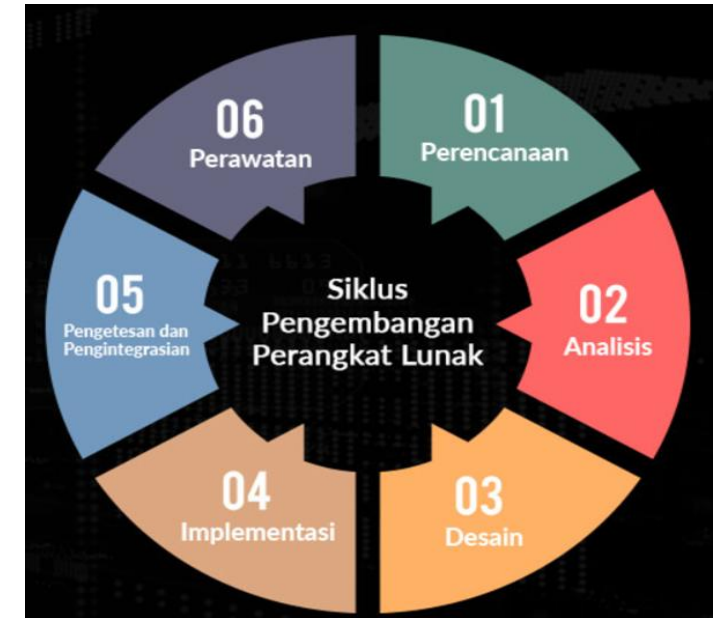 Siklus
Pengembangan
Perangkat Lunak
01
Perencanaan
02
Analisis
03
Desain
04
Implementasi
05
Pengetesan dan
Pengintegrasian
06
Perawatan